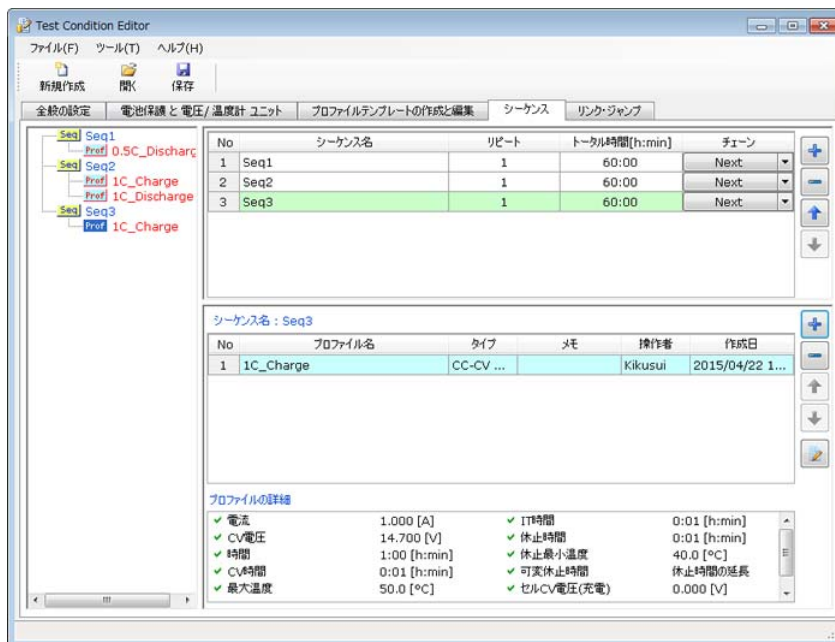 Test Condition Editor
ファイル(F) ツール(T) ヘルプ(H)
新規作成 開く 保存
全般の設定 電池保護 と 電圧/温度計 ユニット プロファイルテンプレートの作成と編集 シーケンス リンク・ジャンプ
Seq Seq1
Prof 0.5C_Discharg
Seq Seq2
Prof 1C_Charge
Prof 1C_Discharge
Seq Seq3
Prof 1C_Charge
No シーケンス名 リピート トータル時間[h:min] チェーン
1 Seq1 1 60:00 Next
2 Seq2 1 60:00 Next
3 Seq3 1 60:00 Next
シーケンス名 : Seq3
No プロファイル名 タイプ メモ 操作者 作成日
1 1C_Charge CC-CV ... Kikusui 2015/04/22 1...
プロファイルの詳細
電流 1.000 [A] IT時間 0:01 [h:min]
CV電圧 14.700 [V] 休止時間 0:01 [h:min]
時間 1:00 [h:min] 休止最小温度 40.0 [°C]
CV時間 0:01 [h:min] 可変休止時間 休止時間の延長
最大温度 50.0 [°C] セルCV電圧(充電) 0.000 [V]